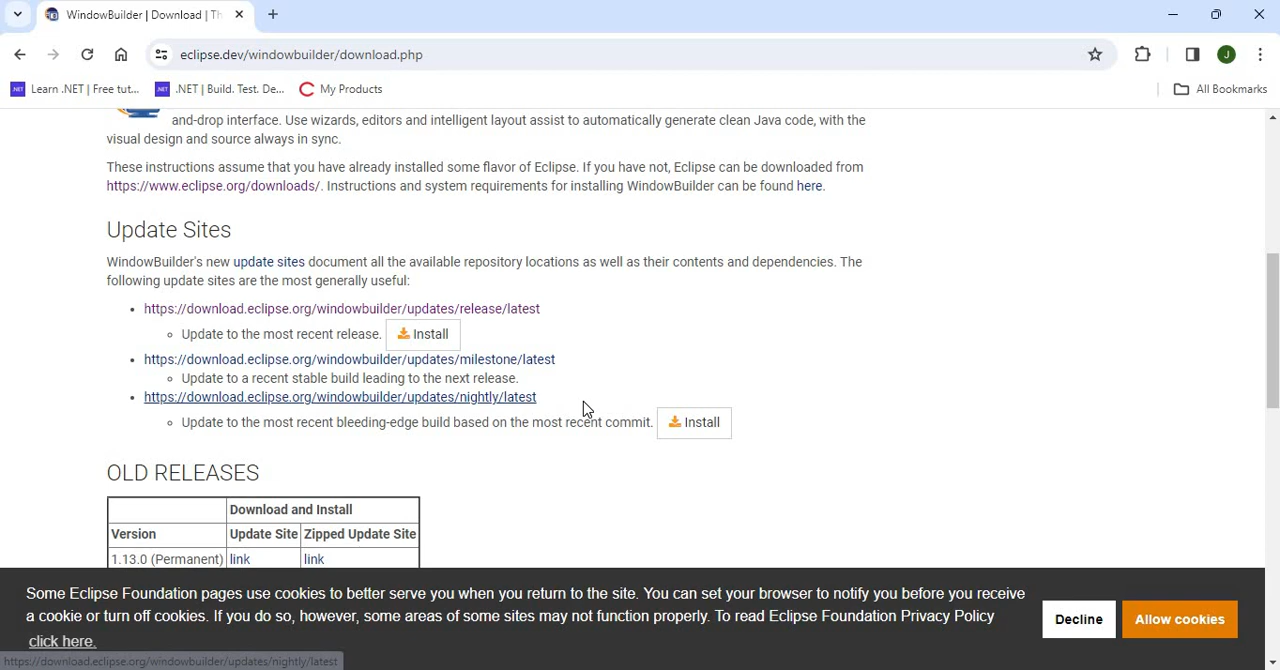 WindowBuilder | Download | Th
eclipse.dev/windowbuilder/download.php
J
Learn .NET | Free tut...
.NET | Build. Test. De...
My Products
All Bookmarks
and-drop interface. Use wizards, editors and intelligent layout assist to automatically generate clean Java code, with the
visual design and source always in sync.
These instructions assume that you have already installed some flavor of Eclipse. If you have not, Eclipse can be downloaded from
https://www.eclipse.org/downloads/. Instructions and system requirements for installing WindowBuilder can be found here.
Update Sites
WindowBuilder's new update sites document all the available repository locations as well as their contents and dependencies. The
following update sites are the most generally useful:
• https://download.eclipse.org/windowbuilder/updates/release/latest
Update to the most recent release. Install
• https://download.eclipse.org/windowbuilder/updates/milestone/latest
Update to a recent stable build leading to the next release.
• https://download.eclipse.org/windowbuilder/updates/nightly/latest
Update to the most recent bleeding-edge build based on the most recent commit. Install
OLD RELEASES
Download and Install
Version Update Site Zipped Update Site
1.13.0 (Permanent) link link
Some Eclipse Foundation pages use cookies to better serve you when you return to the site. You can set your browser to notify you before you receive
a cookie or turn off cookies. If you do so, however, some areas of some sites may not function properly. To read Eclipse Foundation Privacy Policy
click here.
Decline
Allow cookies
https://download.eclipse.org/windowbuilder/updates/nightly/latest